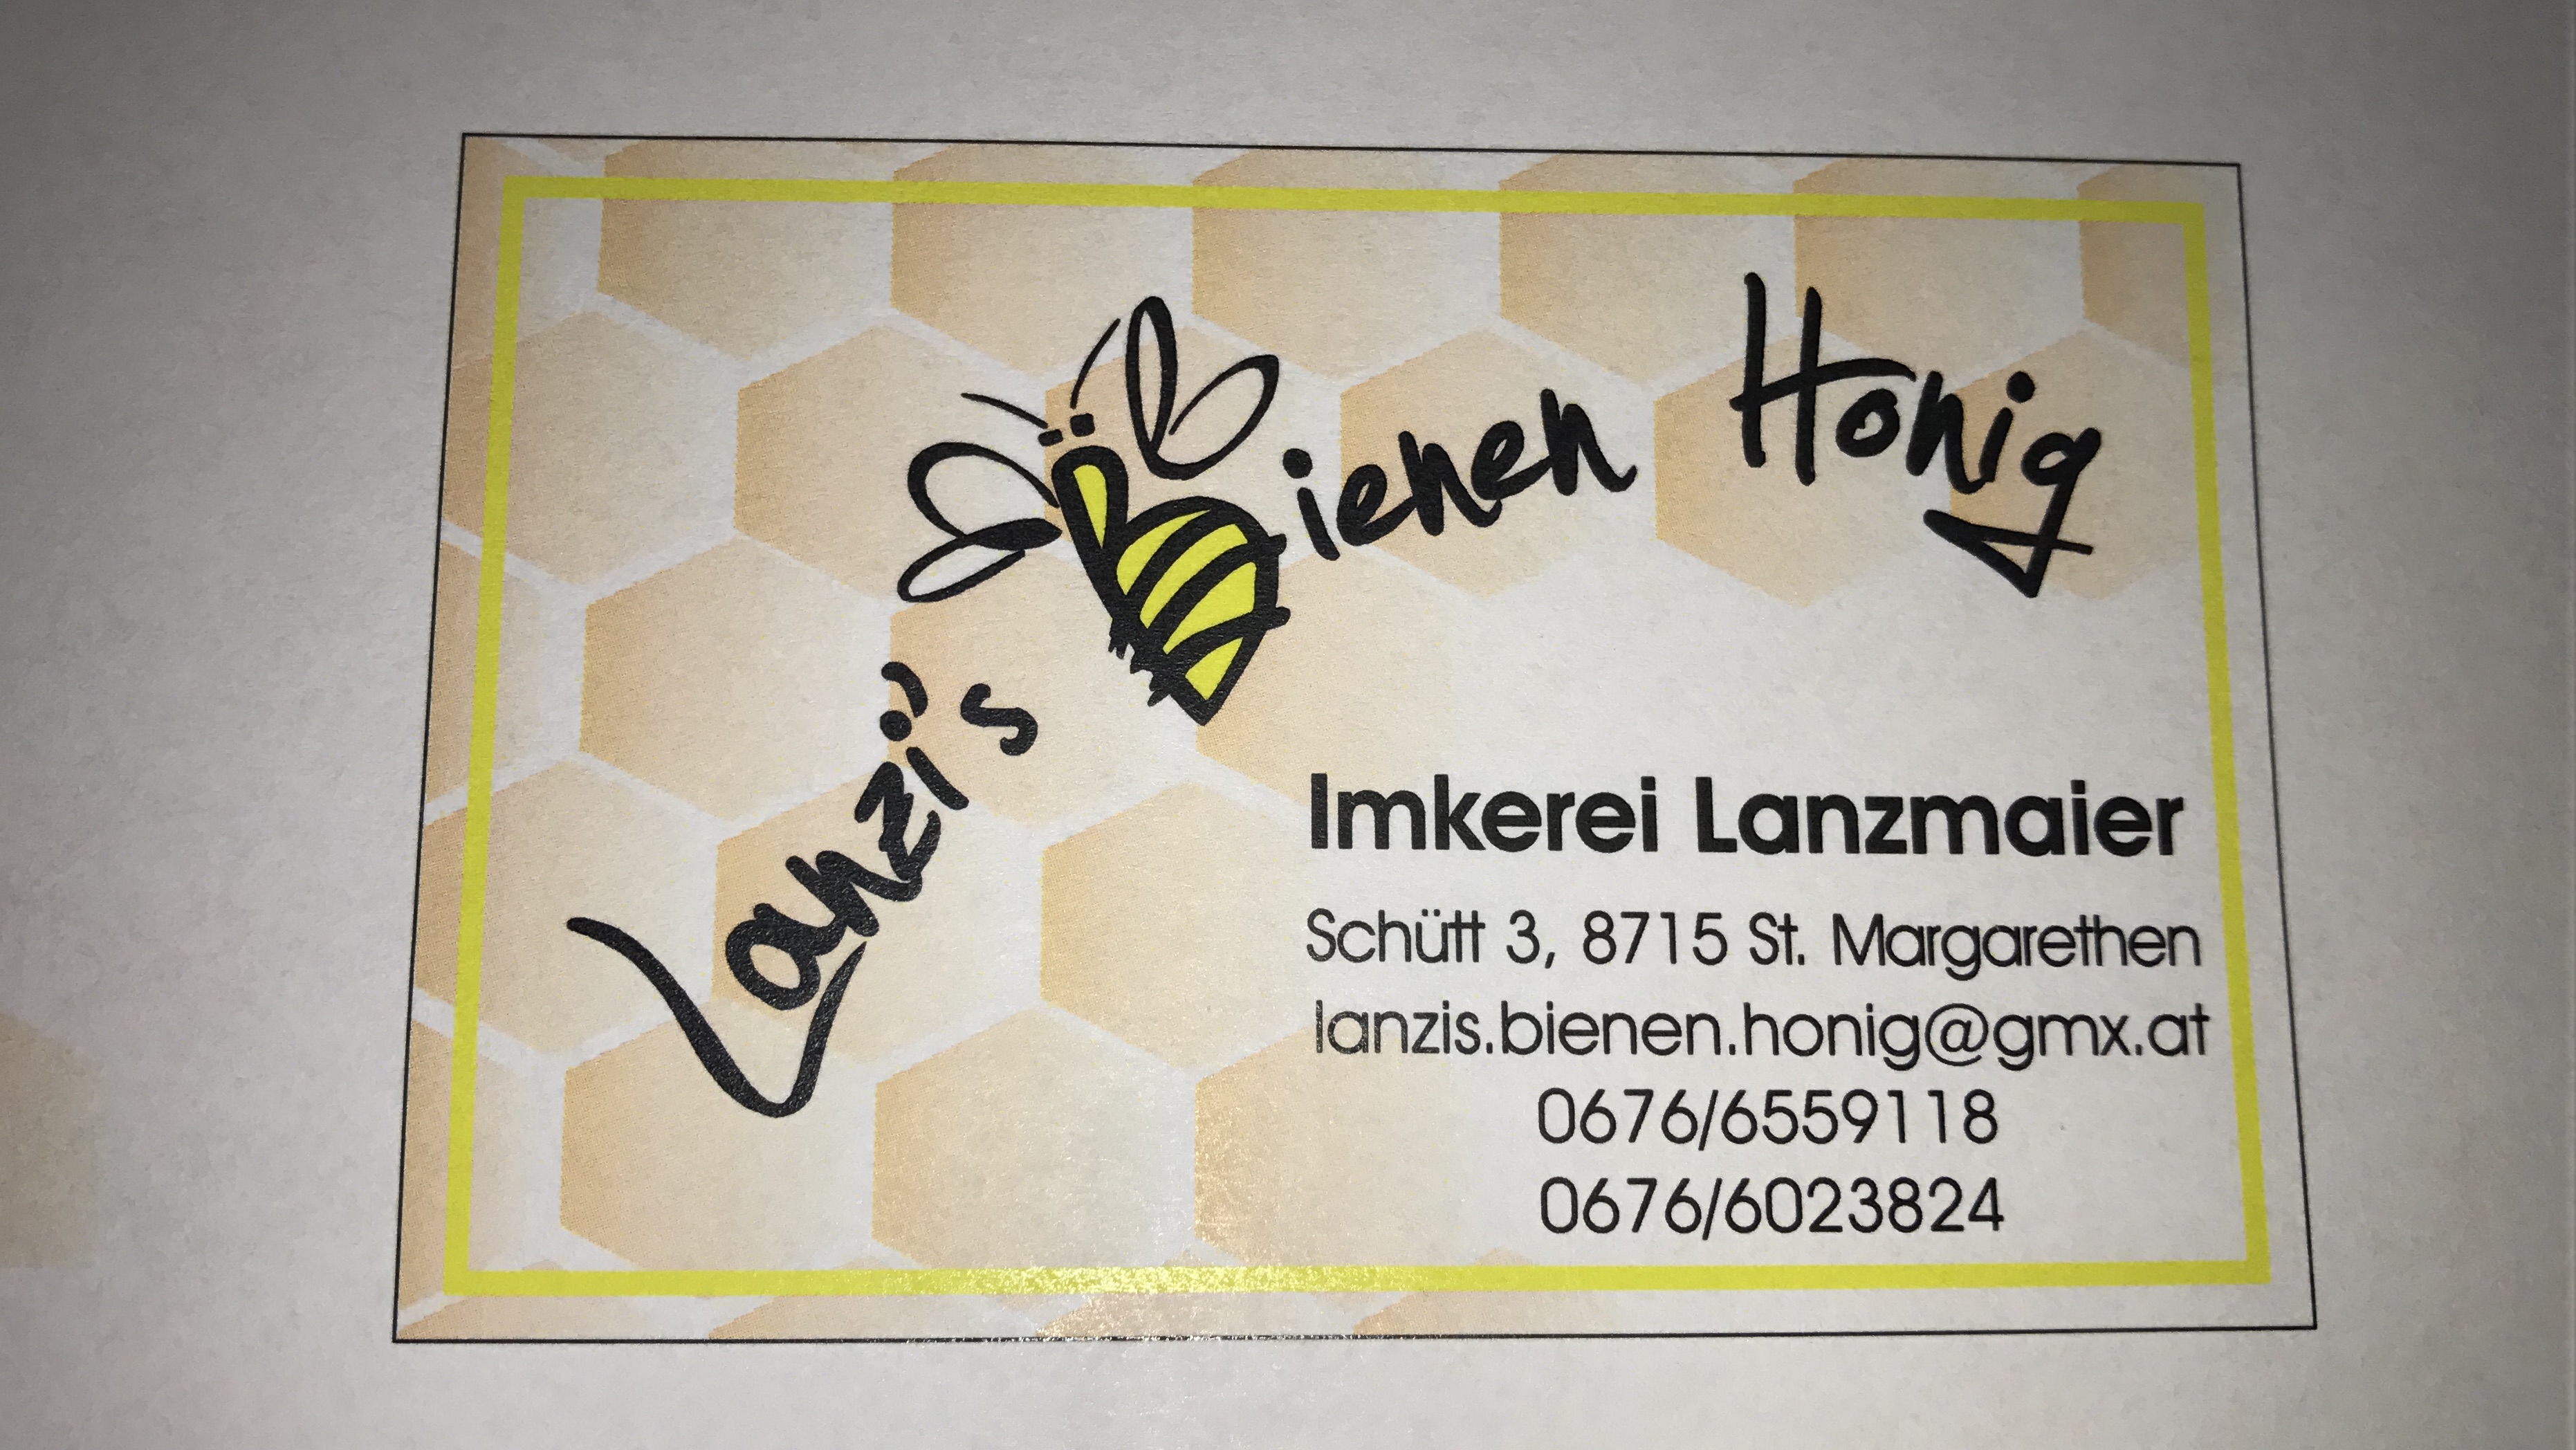 Lanzi's Bienen Honig
Imkerei Lanzmaier
Schütt 3, 8715 St. Margarethen
lanzis.bienen.honig@gmx.at
0676/6559118
0676/6023824